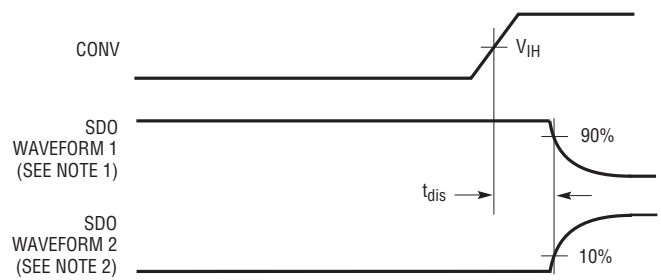 CONV
VIH
SDO
WAVEFORM 1
(SEE NOTE 1)
90%
tdis
SDO
WAVEFORM 2
(SEE NOTE 2)
10%